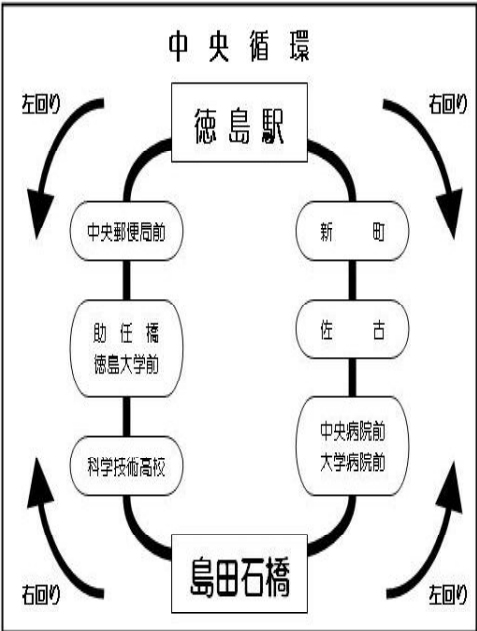 中央循環
左回り
右回り
徳島駅
中央郵便局前
新町
助任橋
徳島大学前
佐古
科学技術高校
中央病院前
大学病院前
島田石橋
右回り
左回り